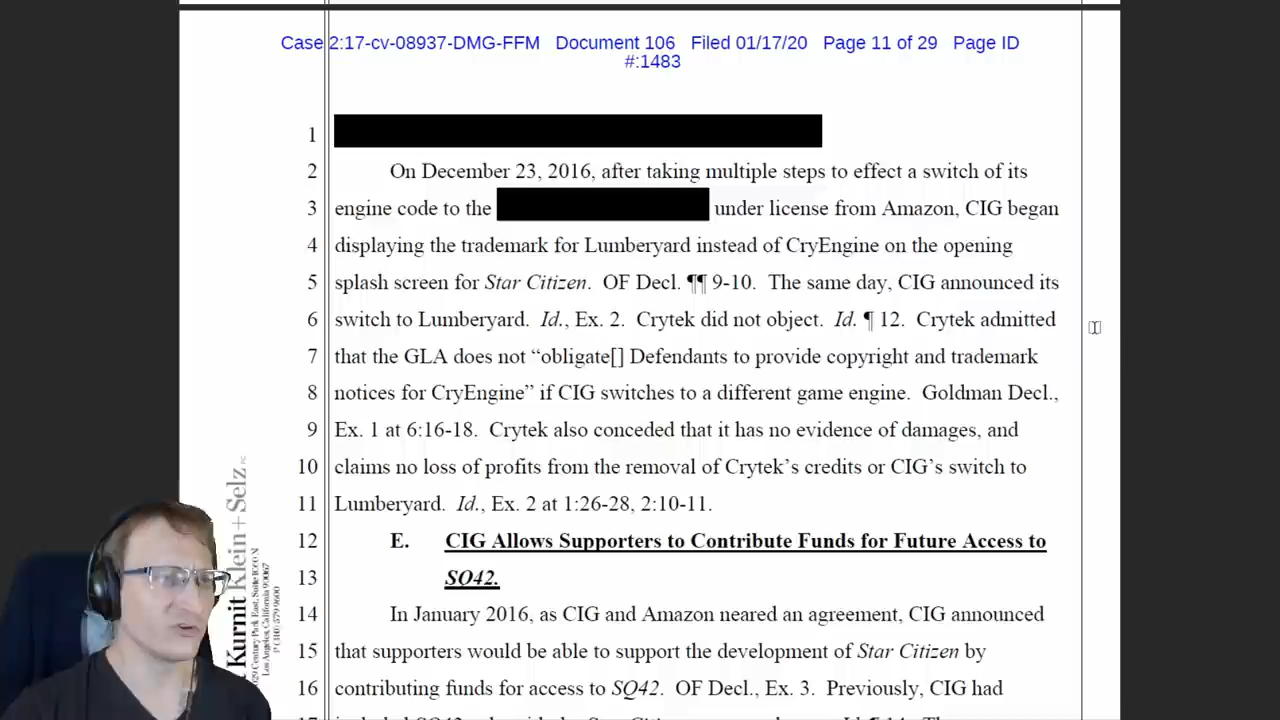 Case 2:17-cv-08937-DMG-FFM Document 106 Filed 01/17/20 Page 11 of 29 Page ID
#:1483
1
2 On December 23, 2016, after taking multiple steps to effect a switch of its
3 engine code to the under license from Amazon, CIG began
4 displaying the trademark for Lumberyard instead of CryEngine on the opening
5 splash screen for Star Citizen. OF Decl. ¶¶ 9-10. The same day, CIG announced its
6 switch to Lumberyard. Id., Ex. 2. Crytek did not object. Id. ¶ 12. Crytek admitted
7 that the GLA does not “obligate[] Defendants to provide copyright and trademark
8 notices for CryEngine” if CIG switches to a different game engine. Goldman Decl.,
9 Ex. 1 at 6:16-18. Crytek also conceded that it has no evidence of damages, and
10 claims no loss of profits from the removal of Crytek’s credits or CIG’s switch to
11 Lumberyard. Id., Ex. 2 at 1:26-28, 2:10-11.
12 E. CIG Allows Supporters to Contribute Funds for Future Access to
13 SQ42.
14 In January 2016, as CIG and Amazon neared an agreement, CIG announced
15 that supporters would be able to support the development of Star Citizen by
16 contributing funds for access to SQ42. OF Decl., Ex. 3. Previously, CIG had
Kurnit Klein+Selz PC
Century Park East, Suite
Los Angeles, California 90067